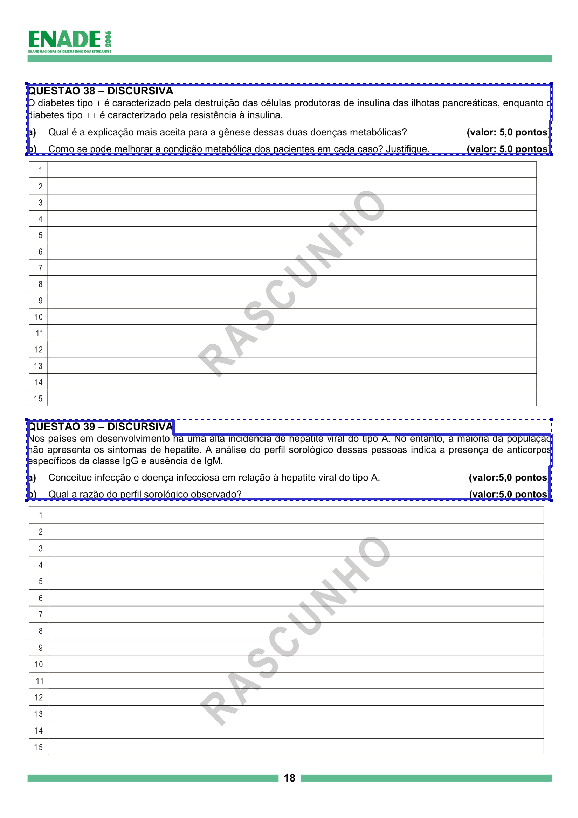 ENADE 2006
EXAME NACIONAL DE DESEMPENHO DOS ESTUDANTES
QUESTÃO 38 – DISCURSIVA
O diabetes tipo I é caracterizado pela destruição das células produtoras de insulina das ilhotas pancreáticas, enquanto o
diabetes tipo II é caracterizado pela resistência à insulina.
a) Qual é a explicação mais aceita para a gênese dessas duas doenças metabólicas? (valor: 5,0 pontos)
b) Como se pode melhorar a condição metabólica dos pacientes em cada caso? Justifique. (valor: 5,0 pontos)
1
2
3
4
5
6
7
8
9
10
11
12
13
14
15
RASCUNHO
QUESTÃO 39 – DISCURSIVA
Nos países em desenvolvimento há uma alta incidência de hepatite viral do tipo A. No entanto, a maioria da população
não apresenta os sintomas de hepatite. A análise do perfil sorológico dessas pessoas indica a presença de anticorpos
específicos da classe IgG e ausência de IgM.
a) Conceitue infecção e doença infecciosa em relação à hepatite viral do tipo A. (valor:5,0 pontos)
b) Qual a razão do perfil sorológico observado? (valor:5,0 pontos)
1
2
3
4
5
6
7
8
9
10
11
12
13
14
15
RASCUNHO
18